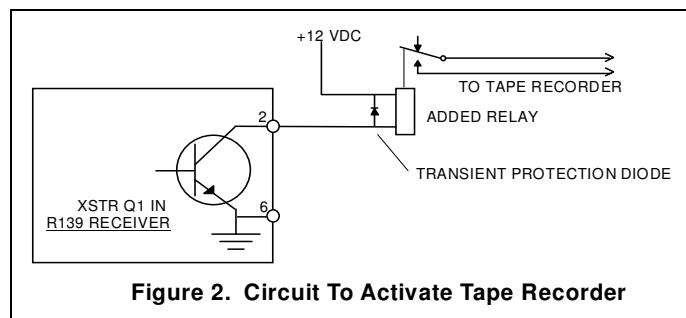 +12 VDC
TO TAPE RECORDER
ADDED RELAY
2
TRANSIENT PROTECTION DIODE
XSTR Q1 IN
R139 RECEIVER
6
Figure 2. Circuit To Activate Tape Recorder